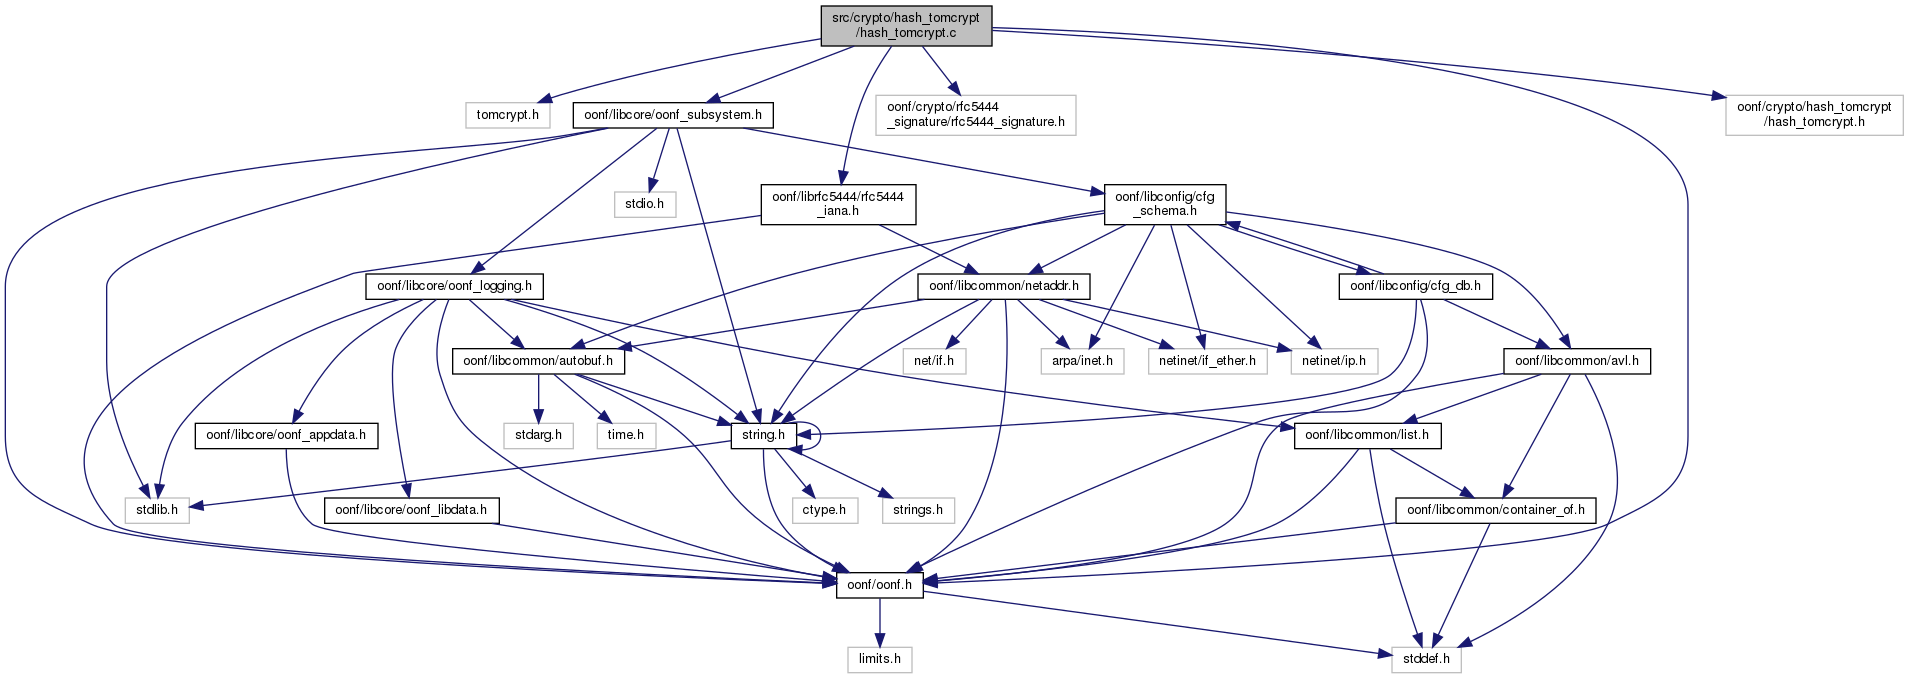 src/crypto/hash_tomcrypt
/hash_tomcrypt.c
tomcrypt.h
oonf/libcore/oonf_subsystem.h
oonf/crypto/rfc5444
_signature/rfc5444_signature.h
oonf/crypto/hash_tomcrypt
/hash_tomcrypt.h
stdio.h
oonf/librfc5444/rfc5444
_iana.h
oonf/libconfig/cfg
_schema.h
oonf/libcore/oonf_logging.h
oonf/libcommon/netaddr.h
oonf/libconfig/cfg_db.h
oonf/libcommon/autobuf.h
net/if.h
arpa/inet.h
netinet/if_ether.h
netinet/ip.h
oonf/libcommon/avl.h
oonf/libcore/oonf_appdata.h
stdarg.h
time.h
string.h
oonf/libcommon/list.h
stdlib.h
oonf/libcore/oonf_libdata.h
ctype.h
strings.h
oonf/libcommon/container_of.h
oonf/oonf.h
limits.h
stddef.h